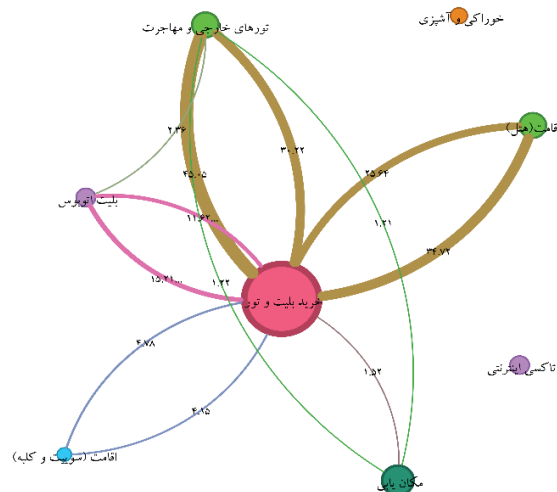 خوراکی و آشپزی
تورهای خارجی و مهاجرت
اقامت(هتل)
۲.۳۶
۳۰.۲۲
۲۵.۶۴
۴۵.۰۵
بلیت اتوبوس
۱۱.۶۲...
۱.۲۱
۳۴.۷۲
۱۵.۲۱...
۱.۲۲
خرید بلیت و تور
۴.۷۸
تاکسی اینترنتی
۱.۵۲
۴.۱۵
اقامت (سوییت و کلبه)
مکان یابی